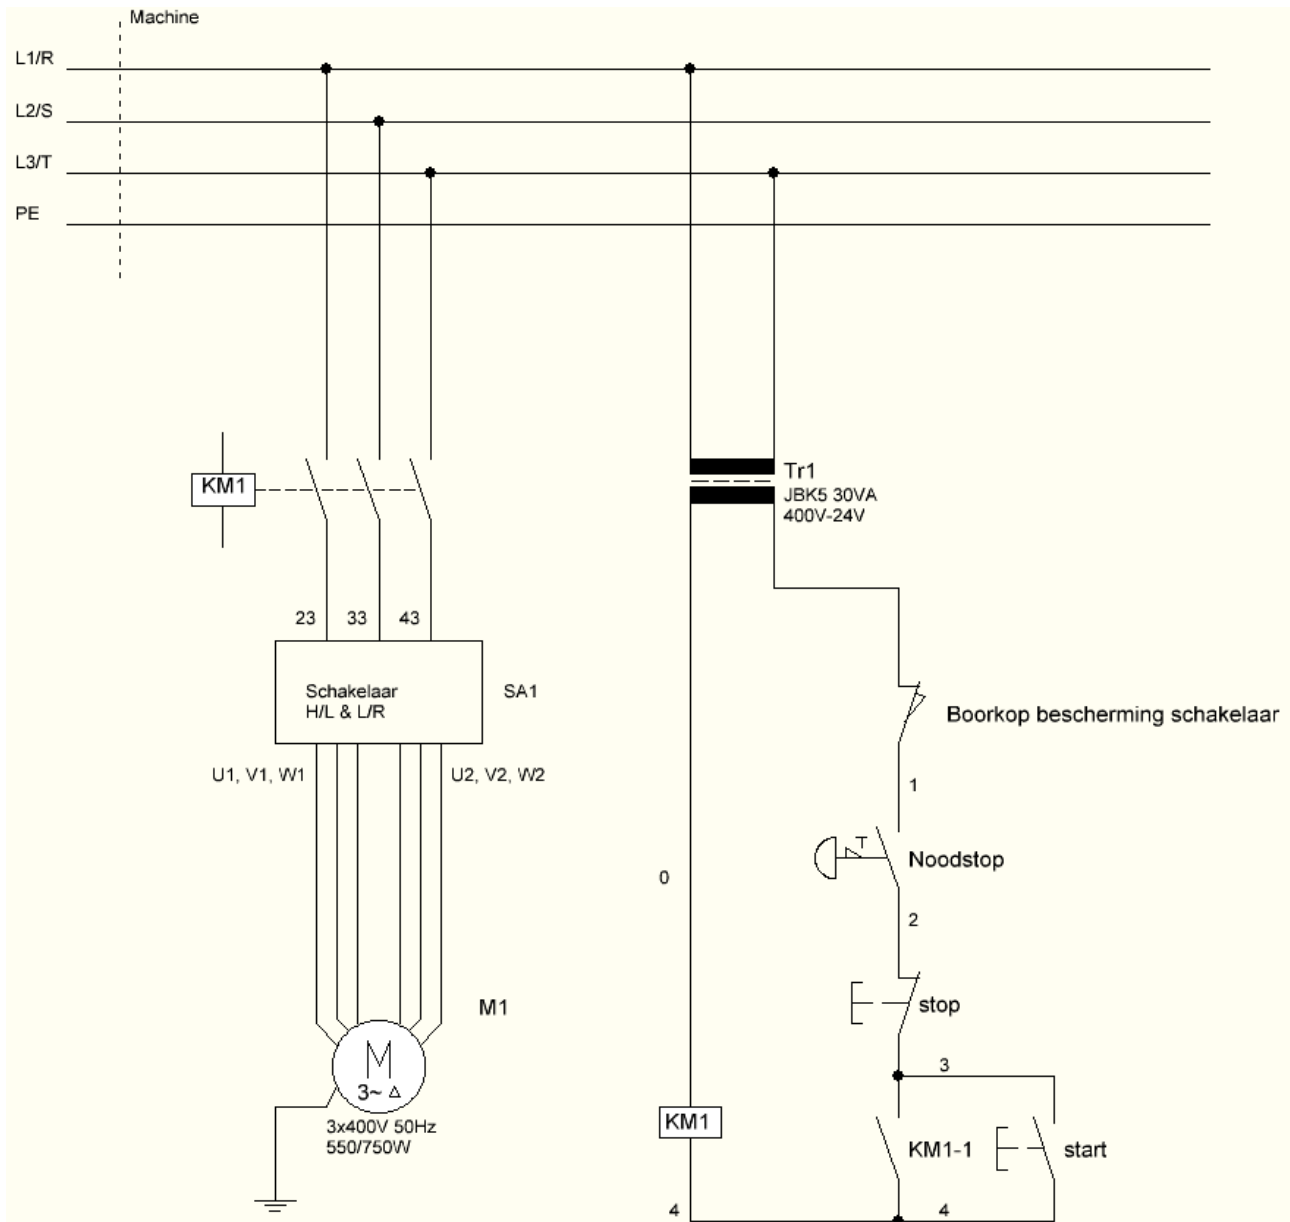 Machine
L1/R
L2/S
L3/T
PE
KM1
Tr1
JBK5 30VA
400V-24V
23 33 43
Schakelaar
H/L & L/R
SA1
Boorkop bescherming schakelaar
U1, V1, W1
U2, V2, W2
1
T
Noodstop
0
2
M1
stop
M
3~ Δ
3
3x400V 50Hz
550/750W
KM1
KM1-1
start
4
4